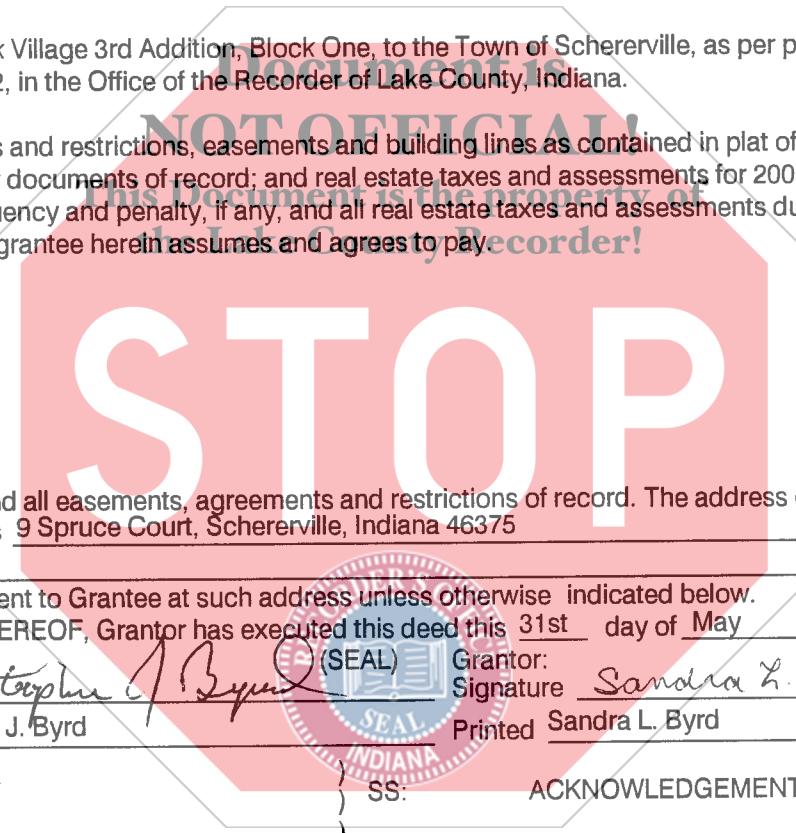 k Village 3rd Addition, Block One, to the Town of Schererville, as per p
2, in the Office of the Recorder of Lake County, Indiana.
Document is
NOT OFFICIAL!
This Document is the property of
the Lake County Recorder!
s and restrictions, easements and building lines as contained in plat of
documents of record; and real estate taxes and assessments for 200
ency and penalty, if any, and all real estate taxes and assessments du
grantee herein assumes and agrees to pay.
STOP
d all easements, agreements and restrictions of record. The address
9 Spruce Court, Schererville, Indiana 46375
ent to Grantee at such address unless otherwise indicated below.
EREOF, Grantor has executed this deed this 31st day of May
(SEAL) Grantor:
topher J Byrd Signature Sandra L.
J. Byrd Printed Sandra L. Byrd
RECORDER'S OFFICE
SEAL
INDIANA
) SS: ACKNOWLEDGEMENT
)